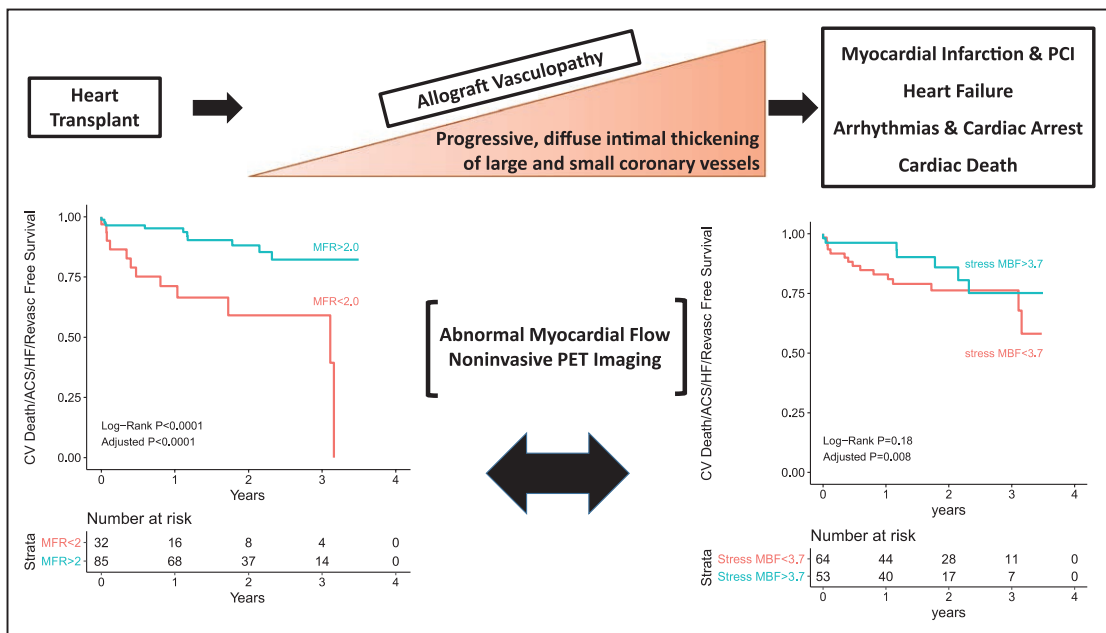 Heart
Transplant
Allograft Vasculopathy
Progressive, diffuse intimal thickening
of large and small coronary vessels
Myocardial Infarction & PCI
Heart Failure
Arrhythmias & Cardiac Arrest
Cardiac Death
CV Death/ACS/HF/Revasc Free Survival
1.00
0.75
0.50
0.25
0.00
MFR>2.0
MFR<2.0
Log-Rank P<0.0001
Adjusted P<0.0001
0 1 2 3 4
Years
Number at risk
Strata
MFR<2 32 16 8 4 0
MFR>2 85 68 37 14 0
0 1 2 3 4
Years
Abnormal Myocardial Flow
Noninvasive PET Imaging
CV Death/ACS/HF/Revasc Free Survival
1.00
0.75
0.50
0.25
0.00
stress MBF>3.7
stress MBF<3.7
Log-Rank P=0.18
Adjusted P=0.008
0 1 2 3 4
years
Number at risk
Strata
Stress MBF<3.7 64 44 28 11 0
Stress MBF>3.7 53 40 17 7 0
0 1 2 3 4
years